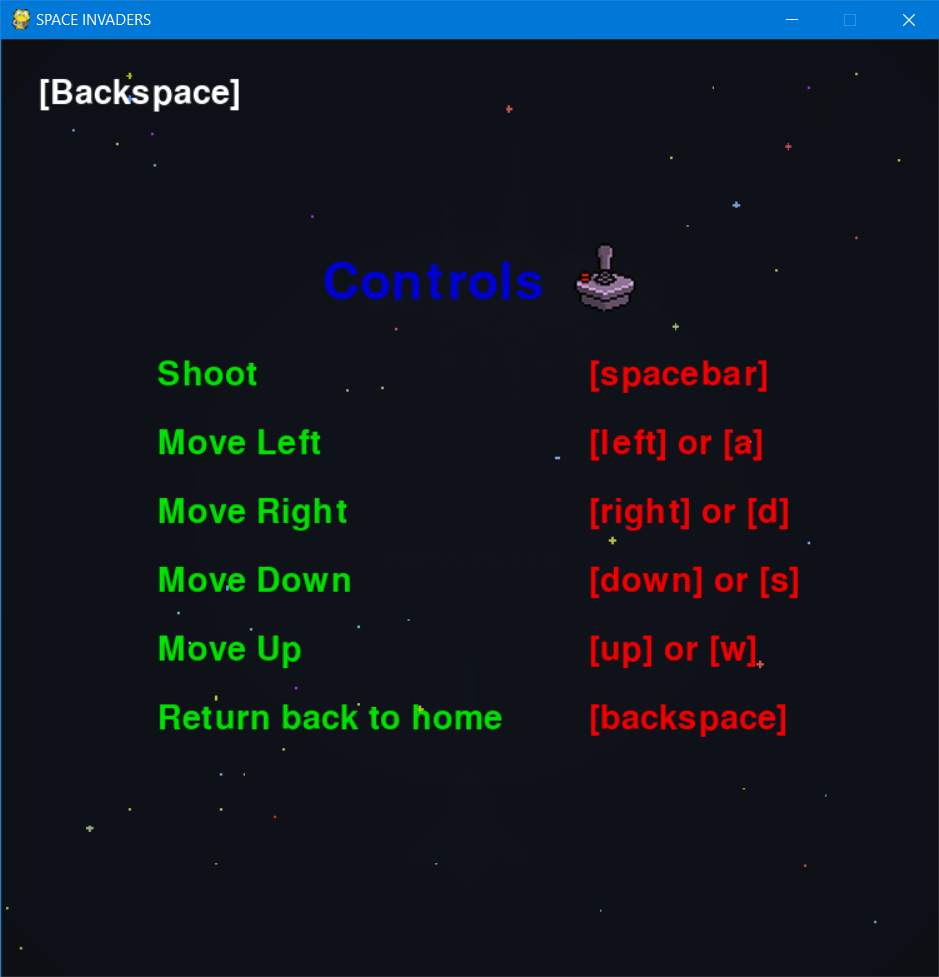 SPACE INVADERS
[Backspace]
Controls
Shoot [spacebar]
Move Left [left] or [a]
Move Right [right] or [d]
Move Down [down] or [s]
Move Up [up] or [w]
Return back to home [backspace]